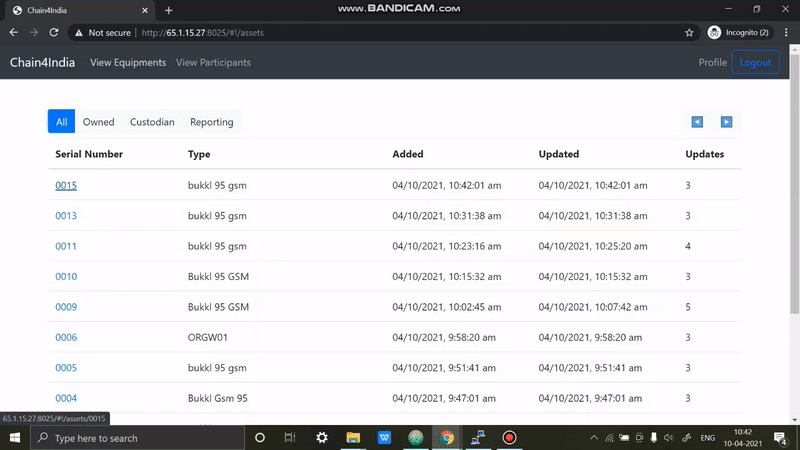 WWW.BANDICAM.COM
Chain4India
Not secure
http://65.1.15.27:8025/#!/assets
Incognito (2)
Chain4India View Equipments View Participants Profile Logout
All Owned Custodian Reporting
Serial Number Type Added Updated Updates
0015 bukkl 95 gsm 04/10/2021, 10:42:01 am 04/10/2021, 10:42:01 am 3
0013 bukkl 95 gsm 04/10/2021, 10:31:38 am 04/10/2021, 10:31:38 am 3
0011 bukkl 95 gsm 04/10/2021, 10:23:16 am 04/10/2021, 10:25:20 am 4
0010 Bukkl 95 GSM 04/10/2021, 10:15:32 am 04/10/2021, 10:15:32 am 3
0009 Bukkl 95 GSM 04/10/2021, 10:02:45 am 04/10/2021, 10:07:42 am 5
0006 ORGW01 04/10/2021, 9:58:20 am 04/10/2021, 9:58:20 am 3
0005 bukkl 95 gsm 04/10/2021, 9:51:41 am 04/10/2021, 9:51:41 am 3
0004 Bukkl Gsm 95 04/10/2021, 9:47:01 am 04/10/2021, 9:47:01 am 3
65.1.15.27:8025/#!/assets/0015
Type here to search
ENG
10:42
10-04-2021
4